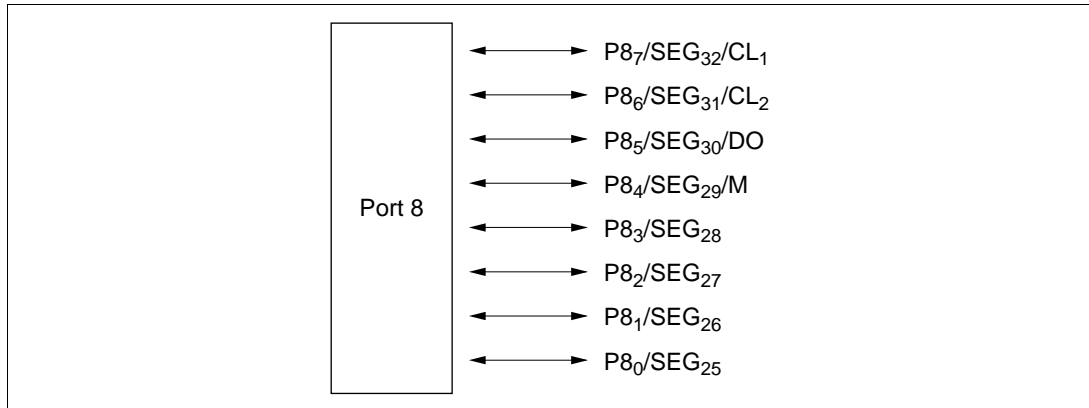 P8₇/SEG₃₂/CL₁
P8₆/SEG₃₁/CL₂
P8₅/SEG₃₀/DO
P8₄/SEG₂₉/M
Port 8
P8₃/SEG₂₈
P8₂/SEG₂₇
P8₁/SEG₂₆
P8₀/SEG₂₅